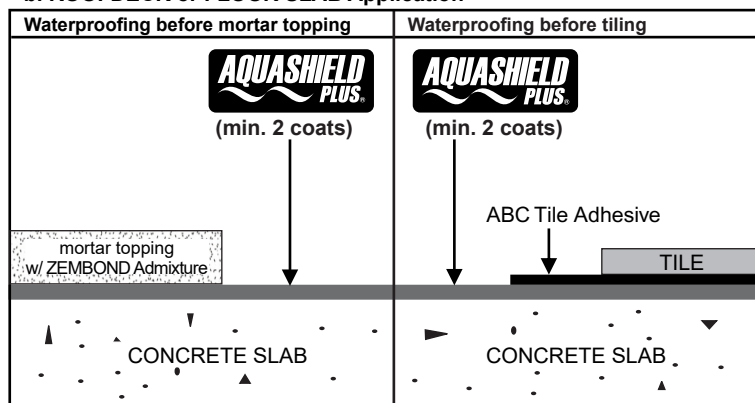 Waterproofing before mortar topping
AQUASHIELD
PLUS®
(min. 2 coats)
mortar topping
w/ ZEMBOND Admixture
CONCRETE SLAB
Waterproofing before tiling
AQUASHIELD
PLUS®
(min. 2 coats)
ABC Tile Adhesive
TILE
CONCRETE SLAB